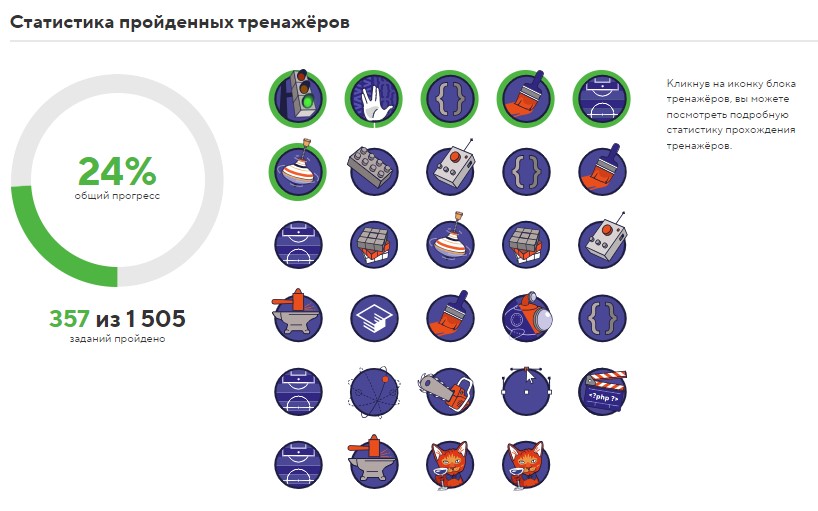 Статистика пройденных тренажёров
24%
общий прогресс
357 из 1 505
заданий пройдено
Кликнув на иконку блока
тренажёров, вы можете
посмотреть подробную
статистику прохождения
тренажёров.
<?php ?>